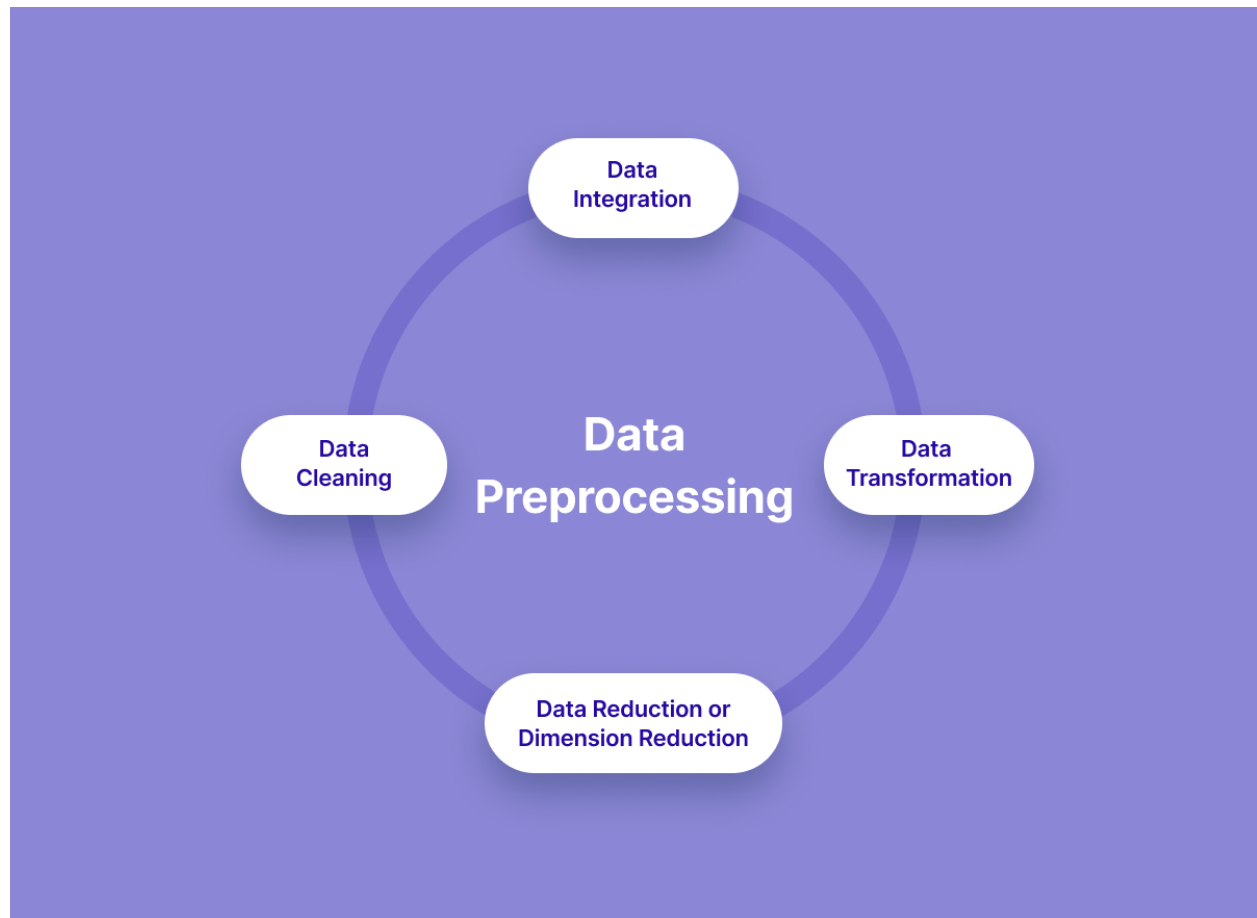 Data
Integration
Data
Cleaning
Data
Preprocessing
Data
Transformation
Data Reduction or
Dimension Reduction